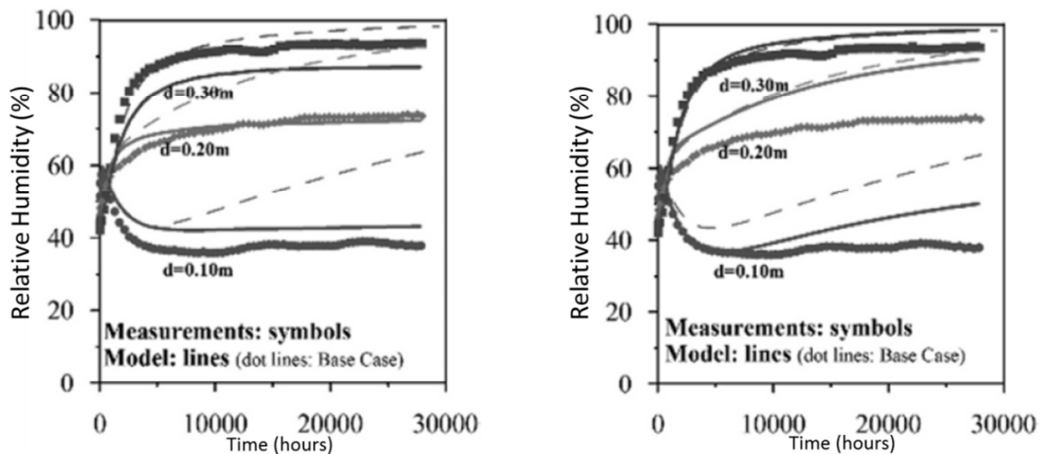 100
80
60
40
20
0
Relative Humidity (%)
d=0.30m
d=0.20m
d=0.10m
Measurements: symbols
Model: lines (dot lines: Base Case)
0 10000 20000 30000
Time (hours)
100
80
60
40
20
0
Relative Humidity (%)
d=0.30m
d=0.20m
d=0.10m
Measurements: symbols
Model: lines (dot lines: Base Case)
0 10000 20000 30000
Time (hours)